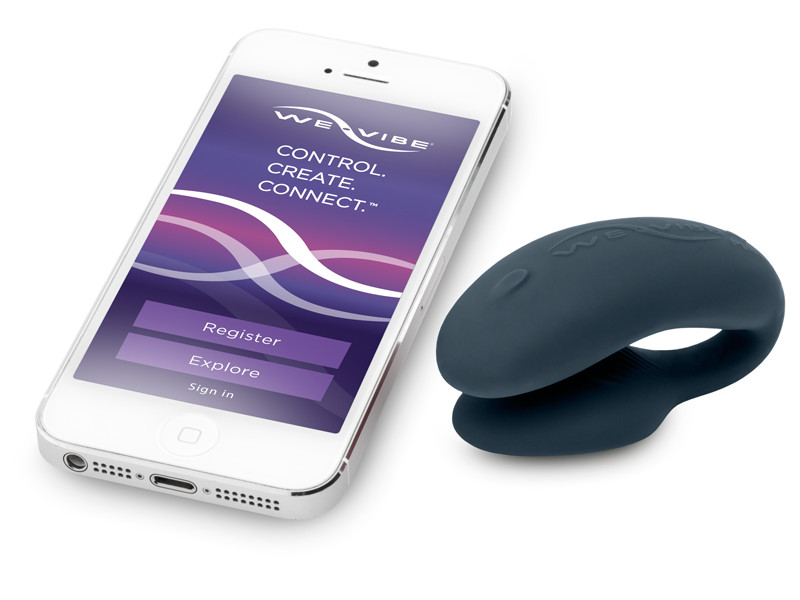 WE-VIBE®
CONTROL.
CREATE.
CONNECT.™
Register
Explore
Sign in
WE-VIBE